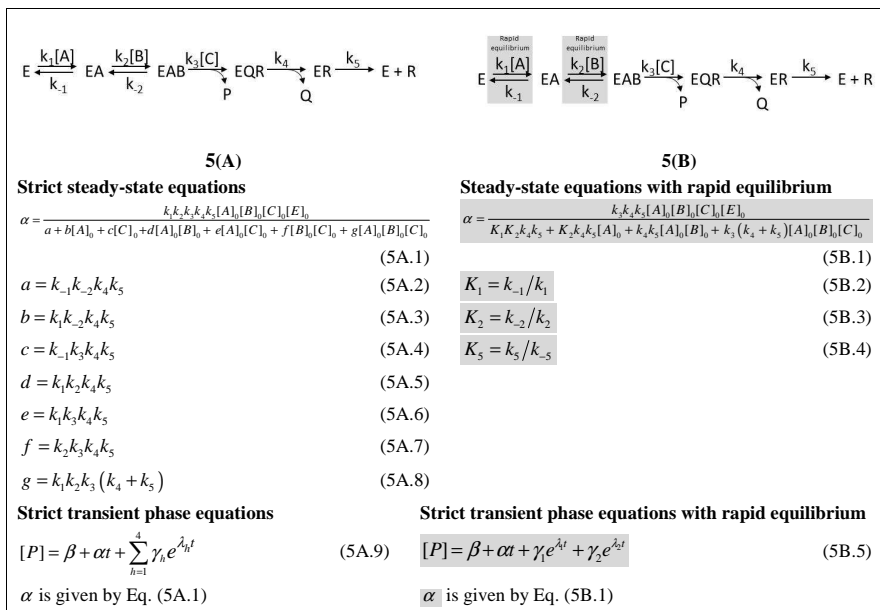 E ⇌ EA ⇌ EAB → EQR → ER → E + R
k₁[A] k₂[B] k₃[C] k₄ k₅
k₋₁ k₋₂ P Q
5(A)
Strict steady-state equations
α = k₁k₂k₃k₄k₅[A]₀[B]₀[C]₀[E]₀ / (a + b[A]₀ + c[C]₀ + d[A]₀[B]₀ + e[A]₀[C]₀ + f[B]₀[C]₀ + g[A]₀[B]₀[C]₀)
(5A.1)
a = k₋₁k₋₂k₄k₅ (5A.2)
b = k₁k₋₂k₄k₅ (5A.3)
c = k₋₁k₃k₄k₅ (5A.4)
d = k₁k₂k₄k₅ (5A.5)
e = k₁k₃k₄k₅ (5A.6)
f = k₂k₃k₄k₅ (5A.7)
g = k₁k₂k₃(k₄ + k₅) (5A.8)
Strict transient phase equations
[P] = β + αt + ∑_{h=1}^{4} γₕe^{λₕt} (5A.9)
α is given by Eq. (5A.1)
Rapid equilibrium Rapid equilibrium
E ⇌ EA ⇌ EAB → EQR → ER → E + R
k₁[A] k₂[B] k₃[C] k₄ k₅
k₋₁ k₋₂ P Q
5(B)
Steady-state equations with rapid equilibrium
α = k₃k₄k₅[A]₀[B]₀[C]₀[E]₀ / (K₁K₂k₄k₅ + K₂k₄k₅[A]₀ + k₄k₅[A]₀[B]₀ + k₃(k₄ + k₅)[A]₀[B]₀[C]₀)
(5B.1)
K₁ = k₋₁/k₁ (5B.2)
K₂ = k₋₂/k₂ (5B.3)
K₅ = k₅/k₋₅ (5B.4)
Strict transient phase equations with rapid equilibrium
[P] = β + αt + γ₁e^{λ₁t} + γ₂e^{λ₂t} (5B.5)
α is given by Eq. (5B.1)